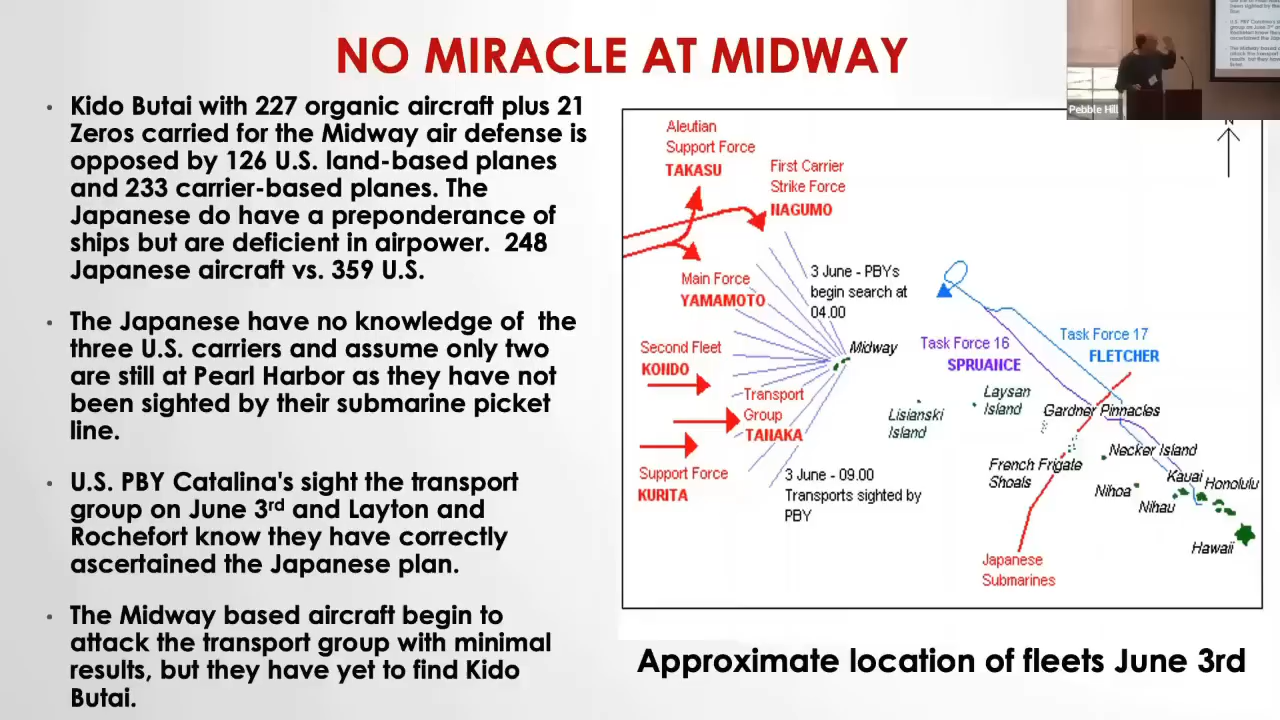 NO MIRACLE AT MIDWAY
Pebble Hill
• Kido Butai with 227 organic aircraft plus 21
Zeros carried for the Midway air defense is
opposed by 126 U.S. land-based planes
and 233 carrier-based planes. The
Japanese do have a preponderance of
ships but are deficient in airpower.  248
Japanese aircraft vs. 359 U.S.
• The Japanese have no knowledge of  the
three U.S. carriers and assume only two
are still at Pearl Harbor as they have not
been sighted by their submarine picket
line.
• U.S. PBY Catalina's sight the transport
group on June 3rd and Layton and
Rochefort know they have correctly
ascertained the Japanese plan.
• The Midway based aircraft begin to
attack the transport group with minimal
results, but they have yet to find Kido
Butai.
Aleutian
Support Force
TAKASU
First Carrier
Strike Force
NAGUMO
Main Force
YAMAMOTO
3 June - PBYs
begin search at
04.00
Second Fleet
KONDO
Midway
Task Force 16
SPRUANCE
Task Force 17
FLETCHER
Transport
Group
TANAKA
Support Force
KURITA
3 June - 09.00
Transports sighted by
PBY
Lisianski
Island
Laysan
Island
Gardner Pinnacles
French Frigate
Shoals
Necker Island
Nihoa
Kauai
Nihau
Honolulu
Hawaii
Japanese
Submarines
Approximate location of fleets June 3rd